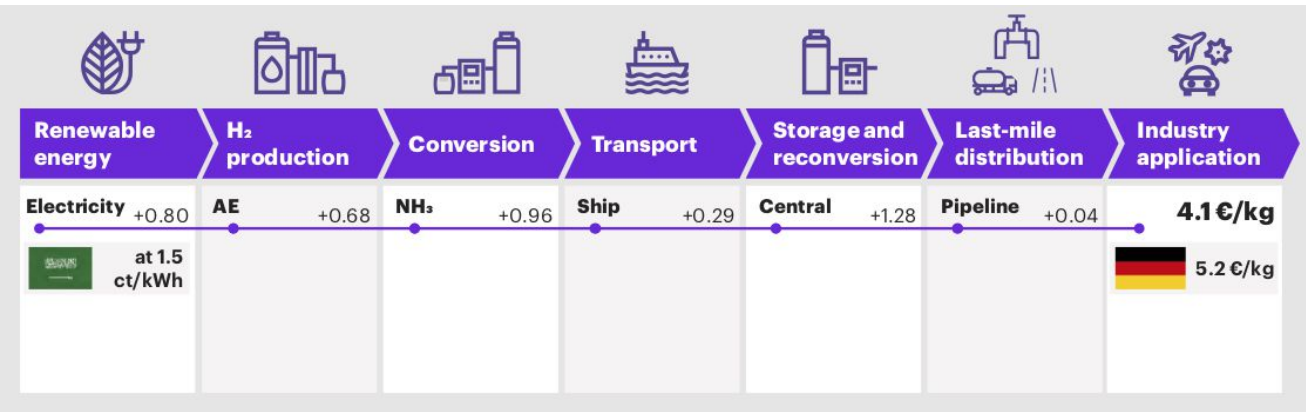 Renewable
energy
H₂
production
Conversion
Transport
Storage and
reconversion
Last-mile
distribution
Industry
application
Electricity +0.80
AE +0.68
NH₃ +0.96
Ship +0.29
Central +1.28
Pipeline +0.04
4.1 €/kg
at 1.5
ct/kWh
5.2 €/kg